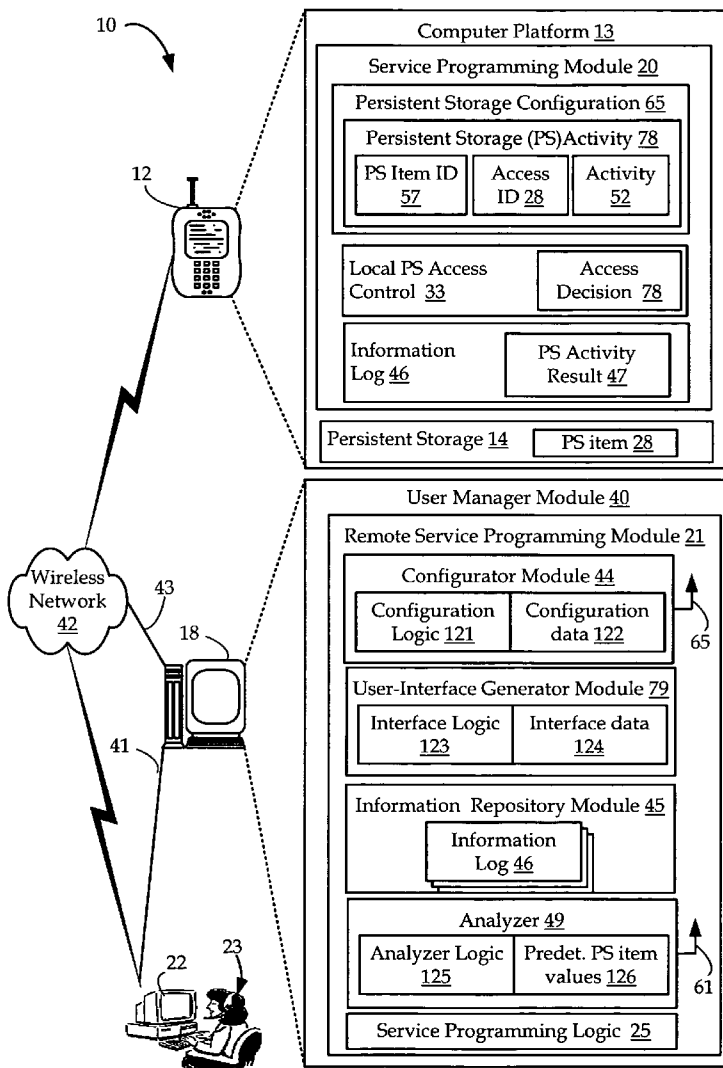 10
12
Computer Platform 13
Service Programming Module 20
Persistent Storage Configuration 65
Persistent Storage (PS)Activity 78
PS Item ID
57
Access
ID 28
Activity
52
Local PS Access
Control 33
Access
Decision 78
Information
Log 46
PS Activity
Result 47
Persistent Storage 14
PS item 28
Wireless
Network
42
43
18
41
22
23
User Manager Module 40
Remote Service Programming Module 21
Configurator Module 44
Configuration
Logic 121
Configuration
data 122
65
User-Interface Generator Module 79
Interface Logic
123
Interface data
124
Information Repository Module 45
Information
Log 46
Analyzer 49
Analyzer Logic
125
Predet. PS item
values 126
61
Service Programming Logic 25